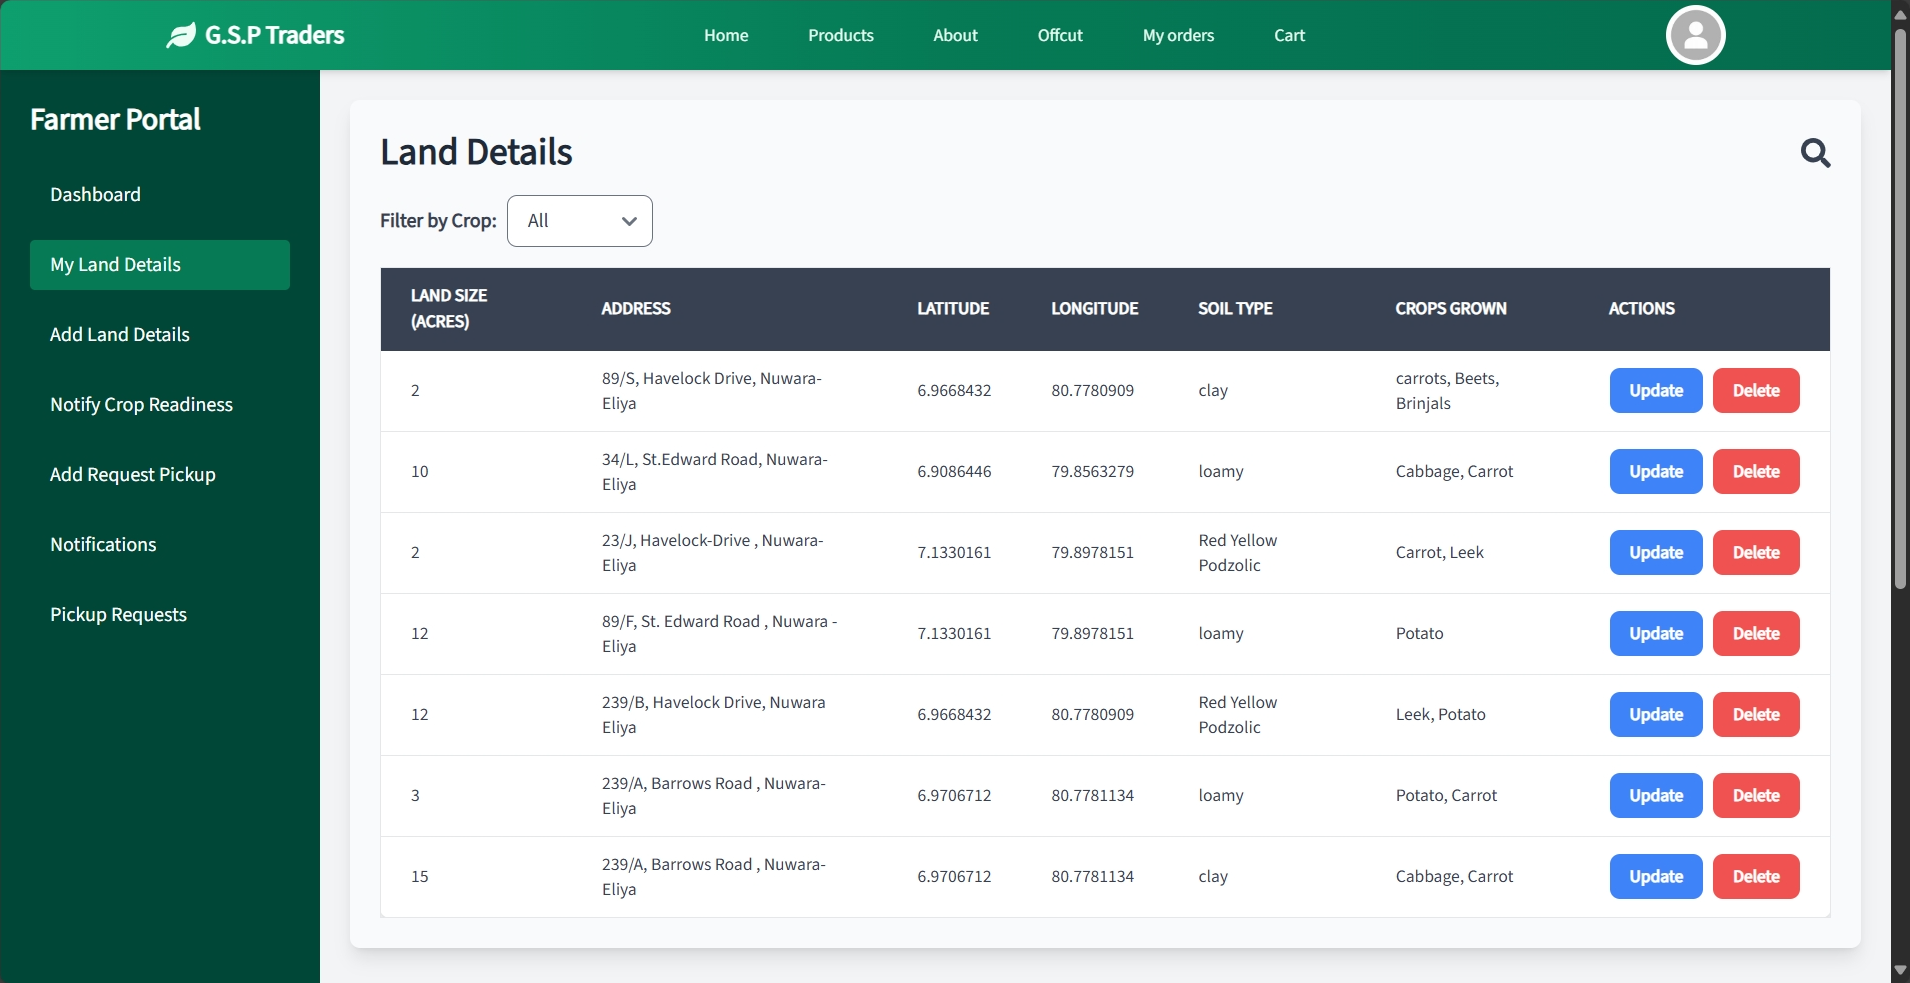 G.S.P Traders
Home
Products
About
Offcut
My orders
Cart
Farmer Portal
Dashboard
My Land Details
Add Land Details
Notify Crop Readiness
Add Request Pickup
Notifications
Pickup Requests
Land Details
Filter by Crop: All
LAND SIZE
(ACRES)
ADDRESS
LATITUDE
LONGITUDE
SOIL TYPE
CROPS GROWN
ACTIONS
2
89/S, Havelock Drive, Nuwara-
Eliya
6.9668432
80.7780909
clay
carrots, Beets,
Brinjals
Update
Delete
10
34/L, St.Edward Road, Nuwara-
Eliya
6.9086446
79.8563279
loamy
Cabbage, Carrot
Update
Delete
2
23/J, Havelock-Drive , Nuwara-
Eliya
7.1330161
79.8978151
Red Yellow
Podzolic
Carrot, Leek
Update
Delete
12
89/F, St. Edward Road , Nuwara -
Eliya
7.1330161
79.8978151
loamy
Potato
Update
Delete
12
239/B, Havelock Drive, Nuwara
Eliya
6.9668432
80.7780909
Red Yellow
Podzolic
Leek, Potato
Update
Delete
3
239/A, Barrows Road , Nuwara-
Eliya
6.9706712
80.7781134
loamy
Potato, Carrot
Update
Delete
15
239/A, Barrows Road , Nuwara-
Eliya
6.9706712
80.7781134
clay
Cabbage, Carrot
Update
Delete